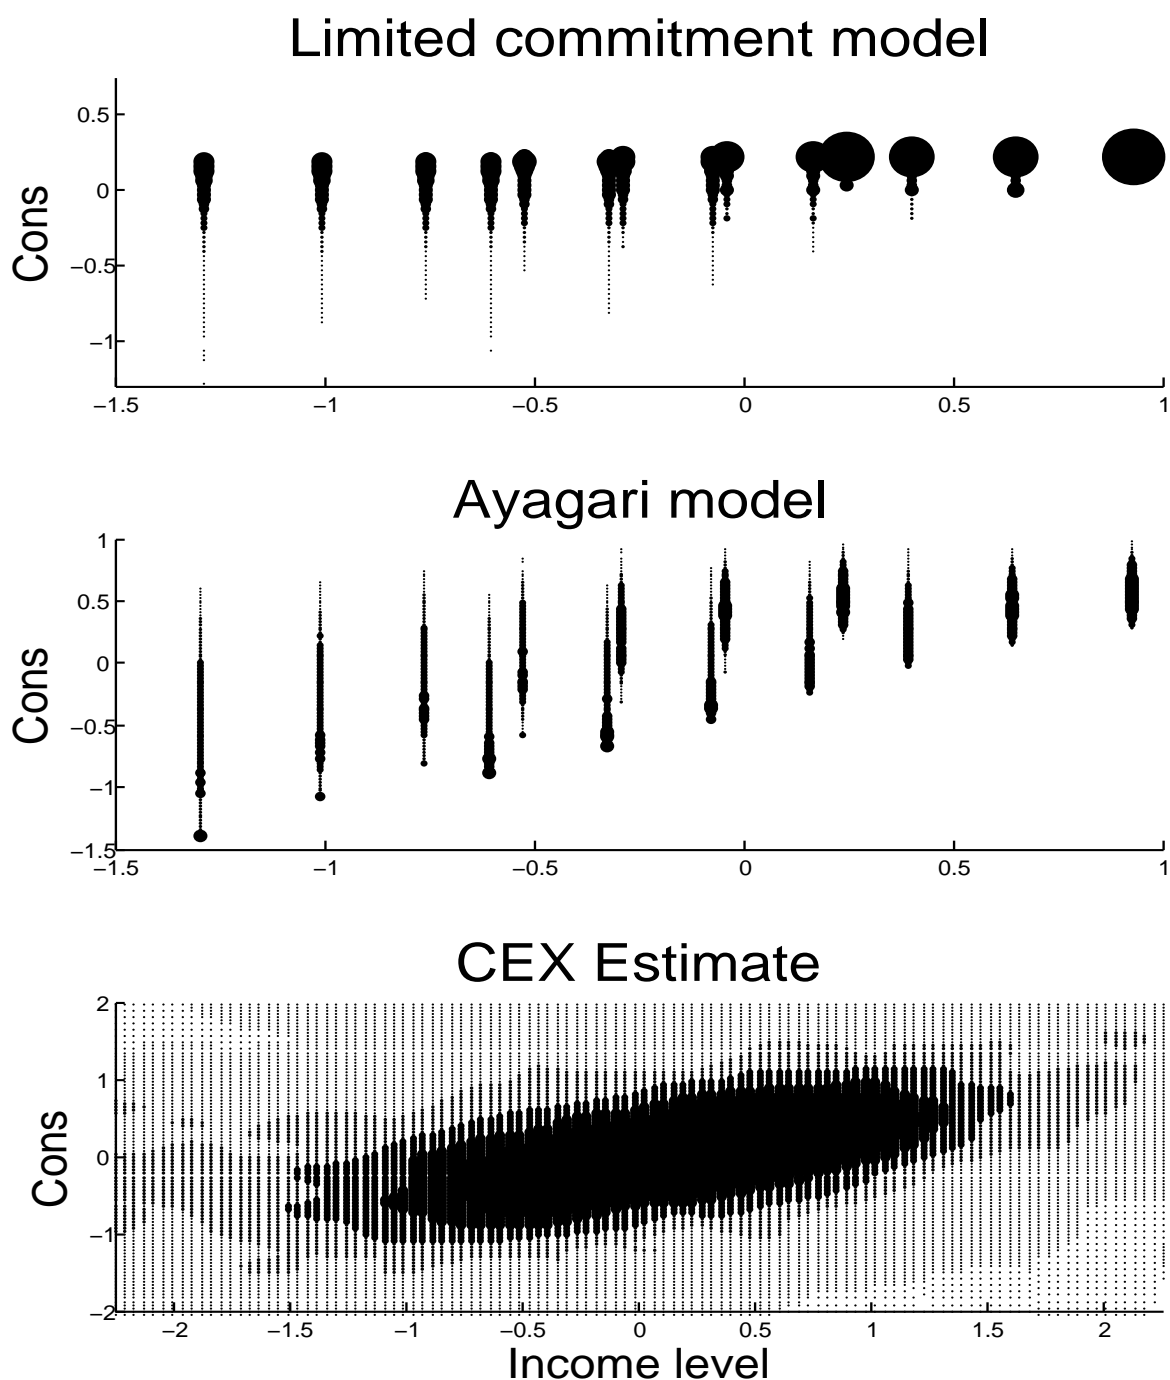 Limited commitment model
0.5
0
−0.5
−1
Cons
−1.5 −1 −0.5 0 0.5 1
Ayagari model
1
0.5
0
−0.5
−1
−1.5
Cons
−1.5 −1 −0.5 0 0.5 1
CEX Estimate
2
1
0
−1
−2
Cons
−2 −1.5 −1 −0.5 0 0.5 1 1.5 2
Income level